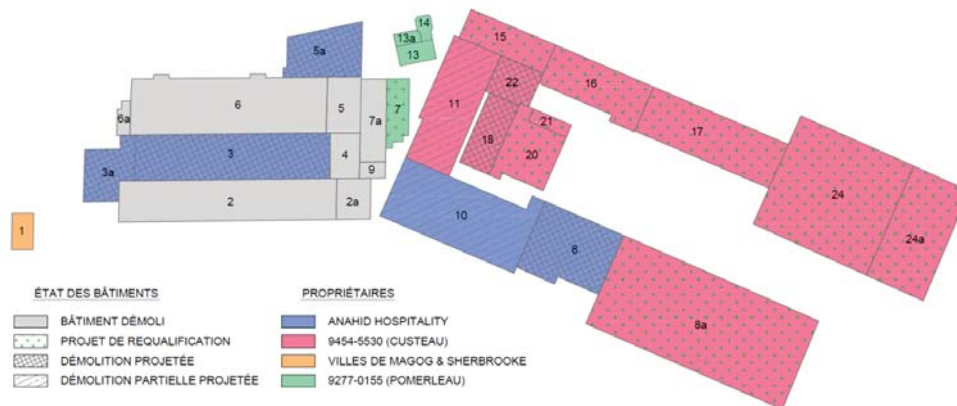 14
13a
13
15
5a
22
16
11
6
5
7a
7
6a
21
17
18
20
3
4
9
3a
2
2a
10
24
24a
1
8
8a
ÉTAT DES BÂTIMENTS
BÂTIMENT DÉMOLI
PROJET DE REQUALIFICATION
DÉMOLITION PROJETÉE
DÉMOLITION PARTIELLE PROJETÉE
PROPRIÉTAIRES
ANAHID HOSPITALITY
9454-5530 (CUSTEAU)
VILLES DE MAGOG & SHERBROOKE
9277-0155 (POMERLEAU)